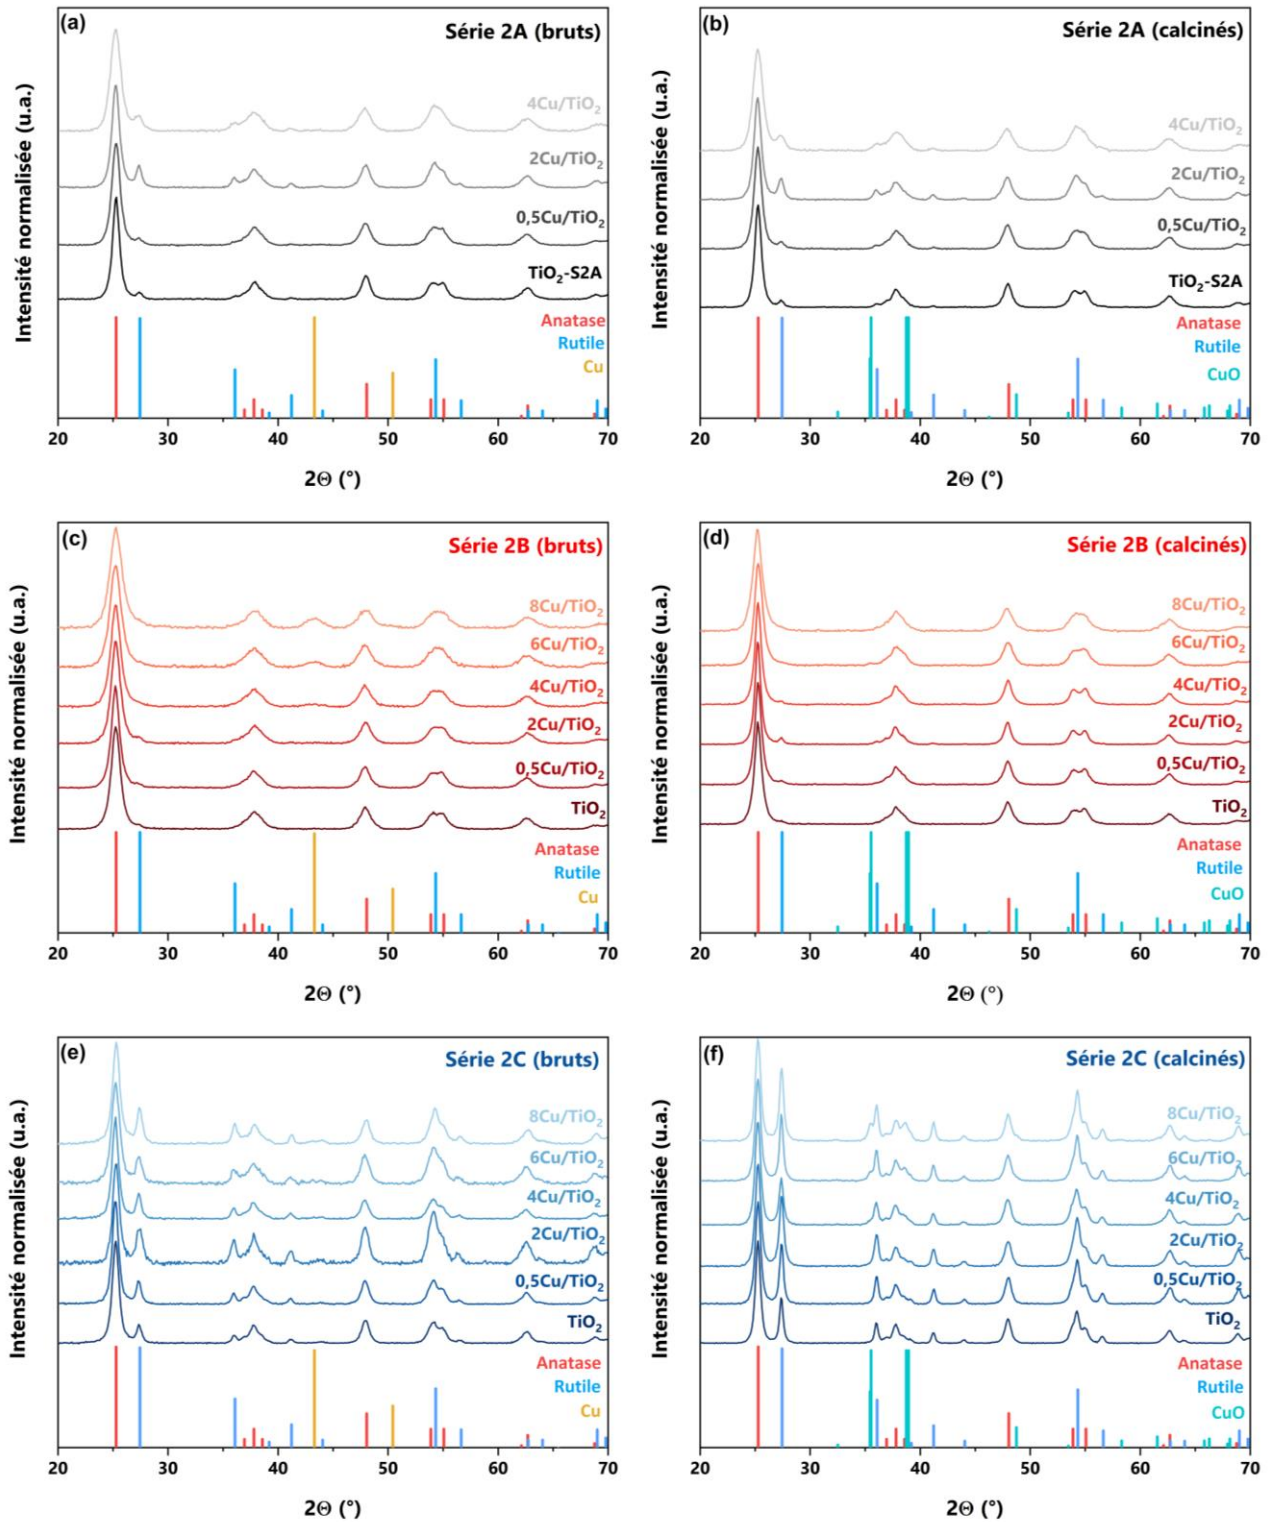 (a)
Série 2A (bruts)
4Cu/TiO2
2Cu/TiO2
0,5Cu/TiO2
TiO2-S2A
Anatase
Rutile
Cu
20 30 40 50 60 70
2Θ (°)
Intensité normalisée (u.a.)
(b)
Série 2A (calcinés)
4Cu/TiO2
2Cu/TiO2
0,5Cu/TiO2
TiO2-S2A
Anatase
Rutile
CuO
20 30 40 50 60 70
2Θ (°)
Intensité normalisée (u.a.)
(c)
Série 2B (bruts)
8Cu/TiO2
6Cu/TiO2
4Cu/TiO2
2Cu/TiO2
0,5Cu/TiO2
TiO2
Anatase
Rutile
Cu
20 30 40 50 60 70
2Θ (°)
Intensité normalisée (u.a.)
(d)
Série 2B (calcinés)
8Cu/TiO2
6Cu/TiO2
4Cu/TiO2
2Cu/TiO2
0,5Cu/TiO2
TiO2
Anatase
Rutile
CuO
20 30 40 50 60 70
2Θ (°)
Intensité normalisée (u.a.)
(e)
Série 2C (bruts)
8Cu/TiO2
6Cu/TiO2
4Cu/TiO2
2Cu/TiO2
0,5Cu/TiO2
TiO2
Anatase
Rutile
Cu
20 30 40 50 60 70
2Θ (°)
Intensité normalisée (u.a.)
(f)
Série 2C (calcinés)
8Cu/TiO2
6Cu/TiO2
4Cu/TiO2
2Cu/TiO2
0,5Cu/TiO2
TiO2
Anatase
Rutile
CuO
20 30 40 50 60 70
2Θ (°)
Intensité normalisée (u.a.)